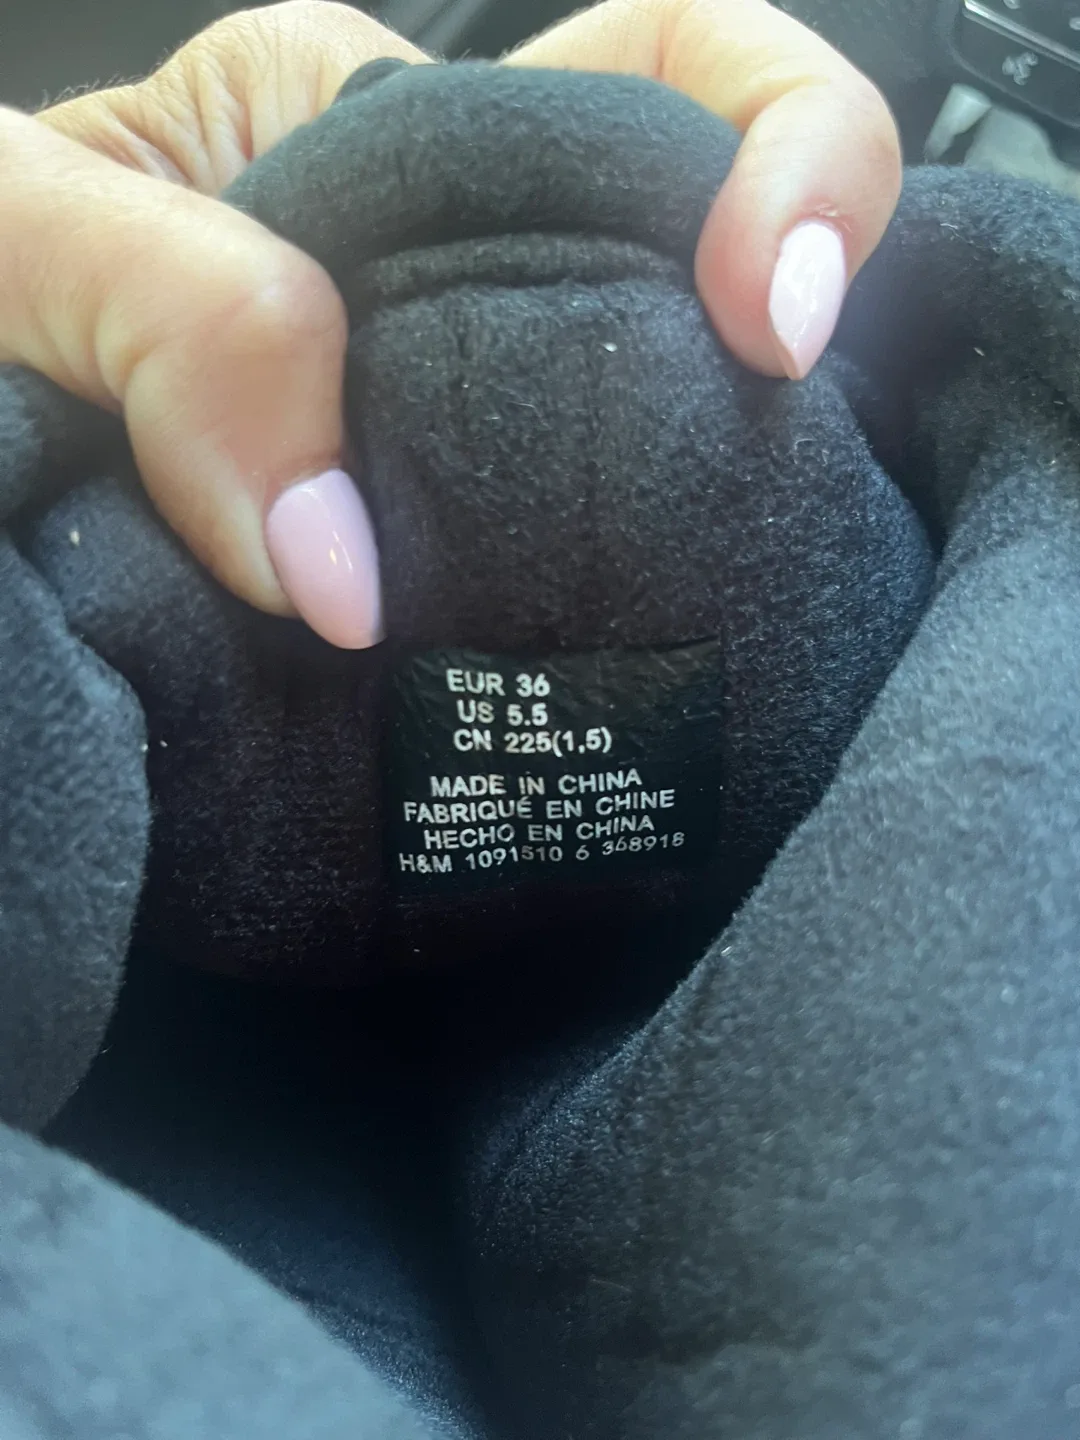 EUR 36
US 5.5
CN 225(1,5)
MADE IN CHINA
FABRIQUÉ EN CHINE
HECHO EN CHINA
H&M 1091510 6 368918